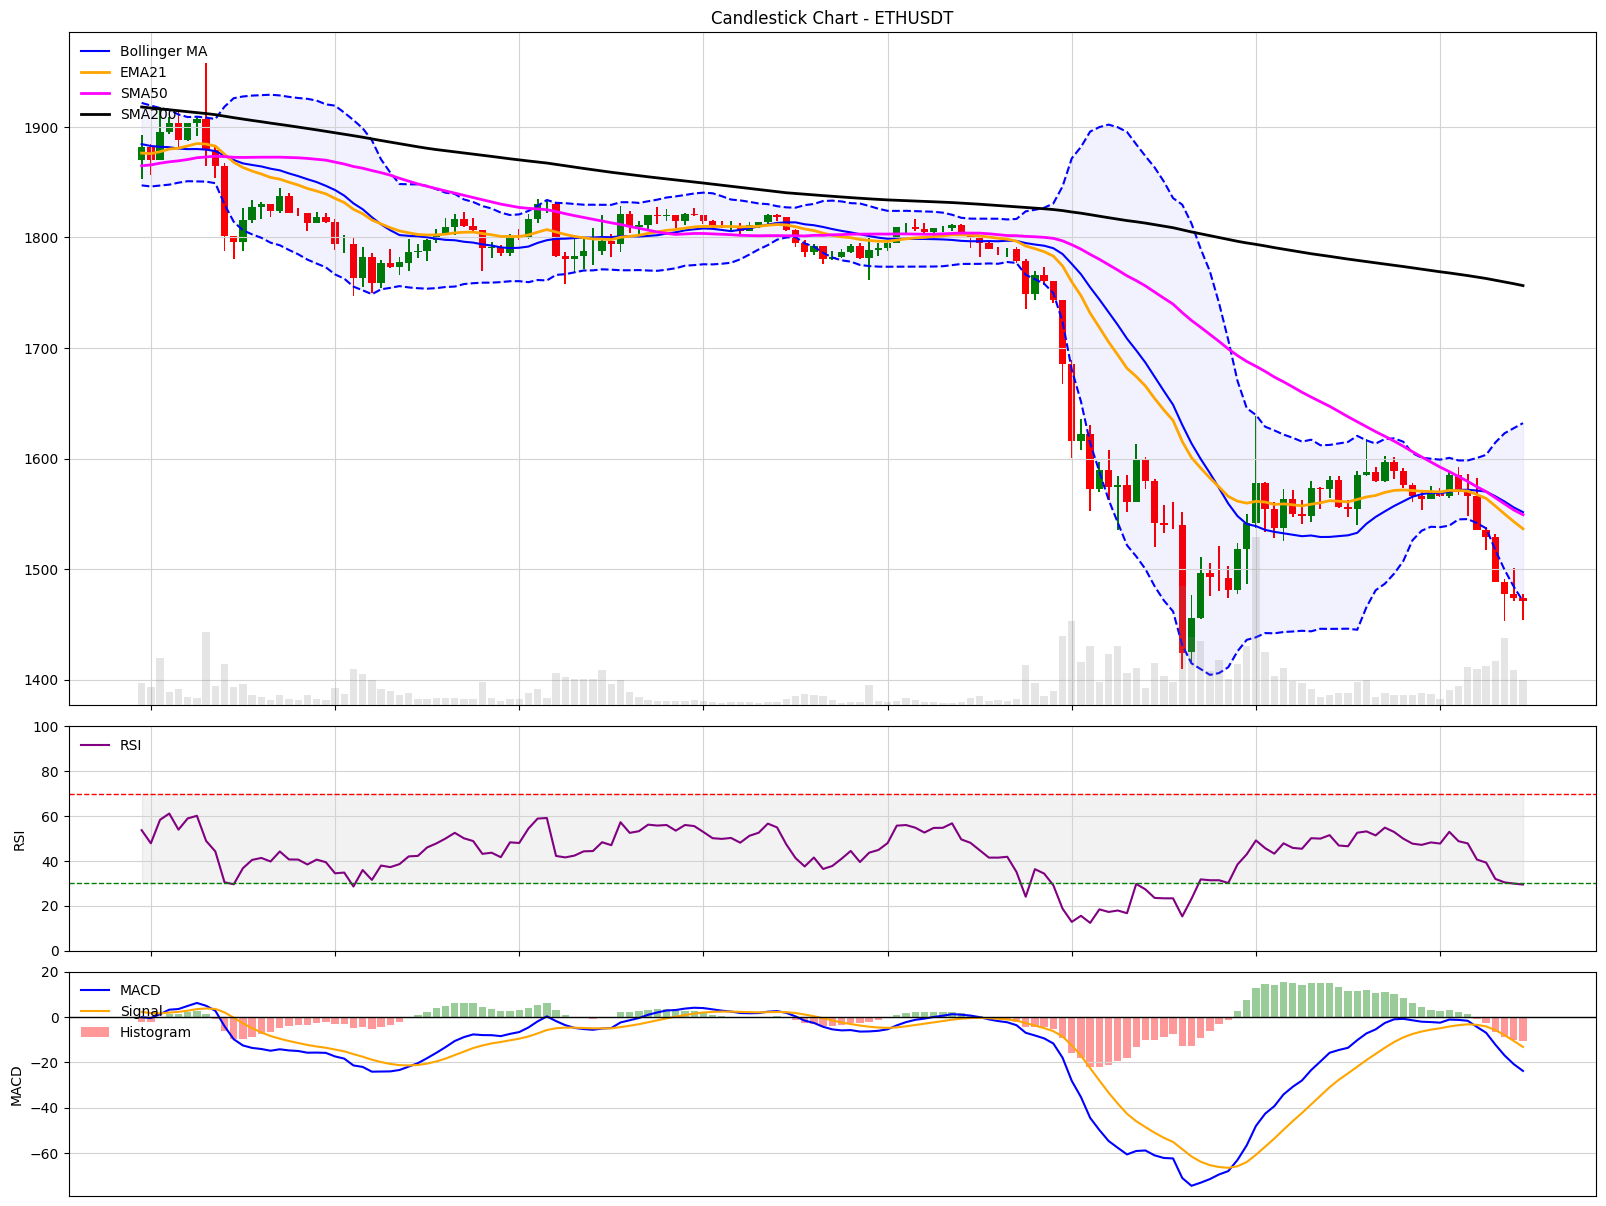 Candlestick Chart - ETHUSDT
Bollinger MA
EMA21
SMA50
SMA200
1900
1800
1700
1600
1500
1400
RSI
100
80
60
40
20
0
RSI
MACD
Signal
Histogram
20
0
−20
−40
−60
MACD